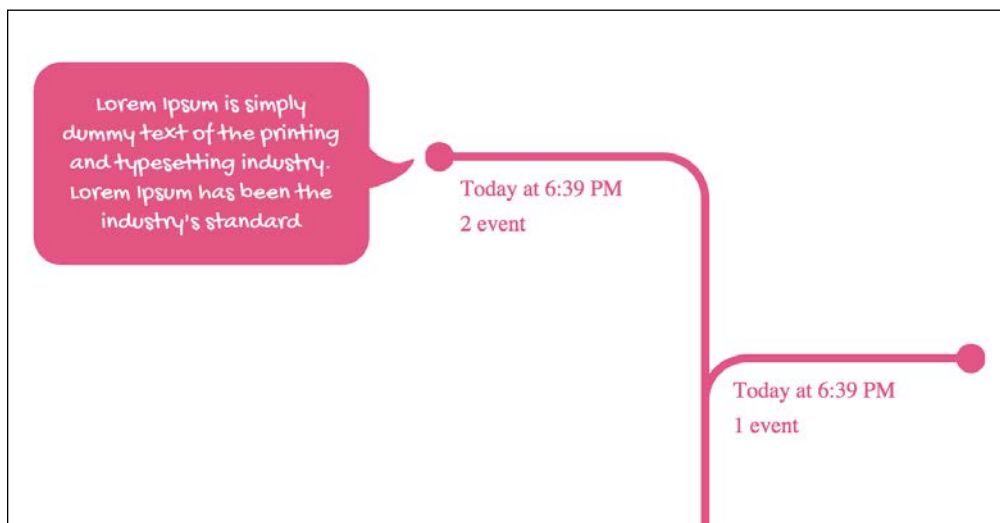 Lorem Ipsum is simply
dummy text of the printing
and typesetting industry.
Lorem Ipsum has been the
industry's standard
Today at 6:39 PM
2 event
Today at 6:39 PM
1 event